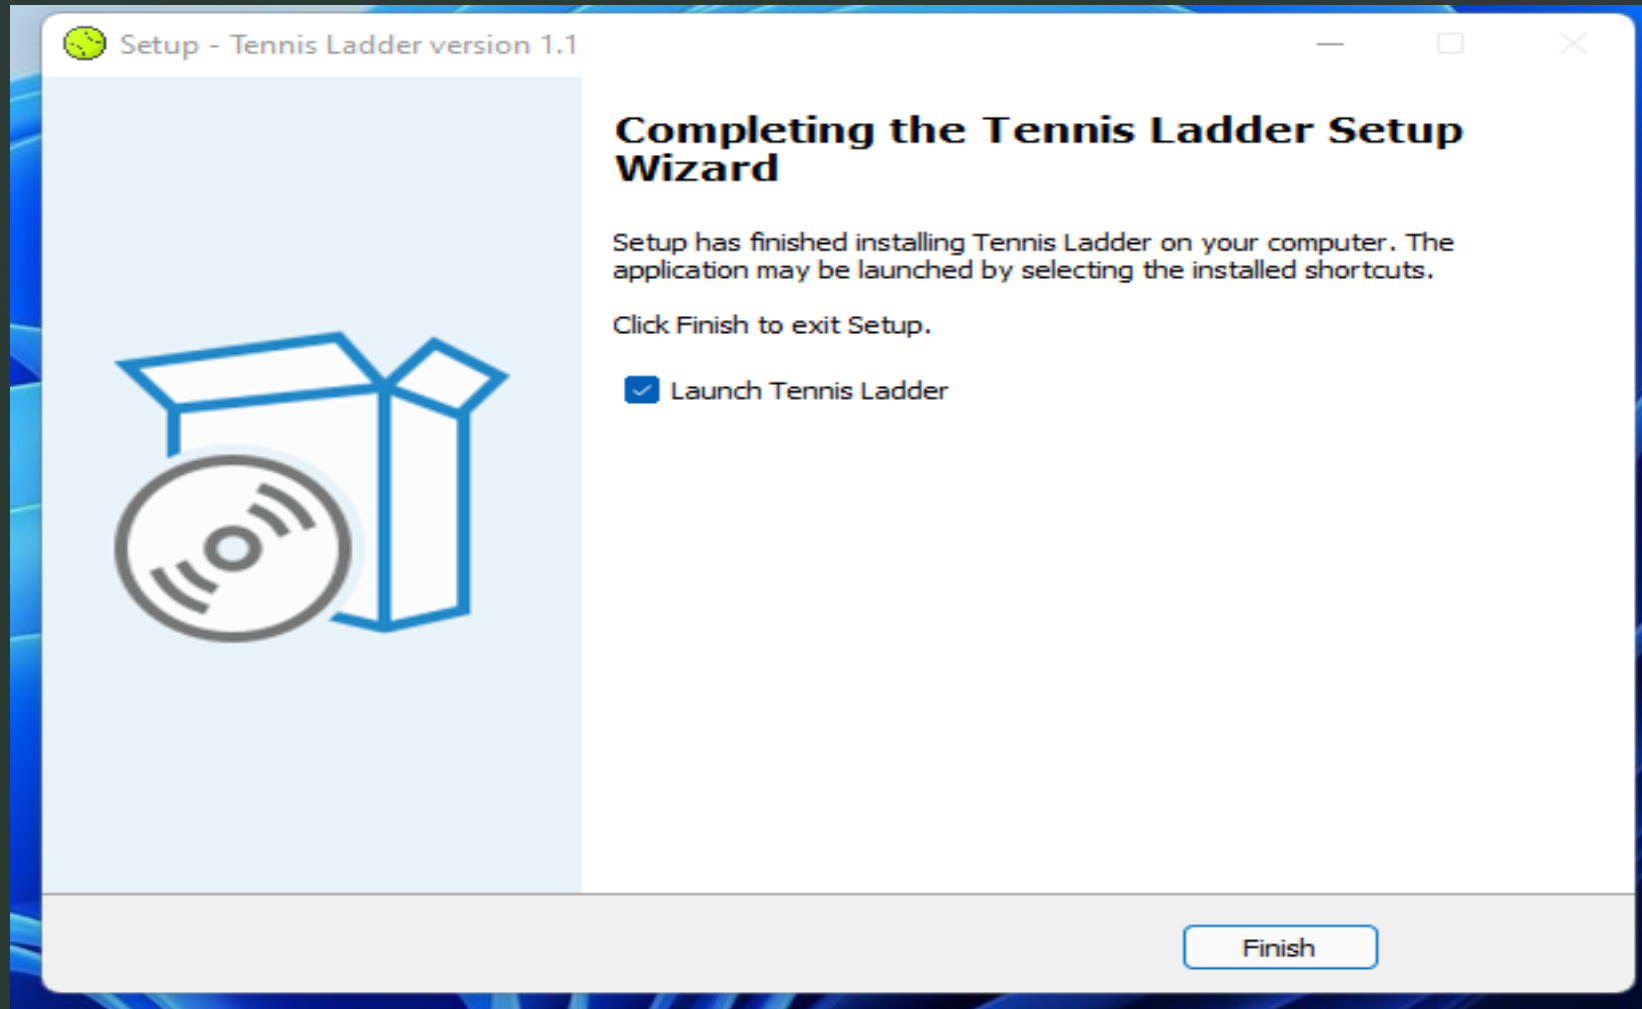 Setup - Tennis Ladder version 1.1
Completing the Tennis Ladder Setup
Wizard
Setup has finished installing Tennis Ladder on your computer. The
application may be launched by selecting the installed shortcuts.
Click Finish to exit Setup.
Launch Tennis Ladder
Finish